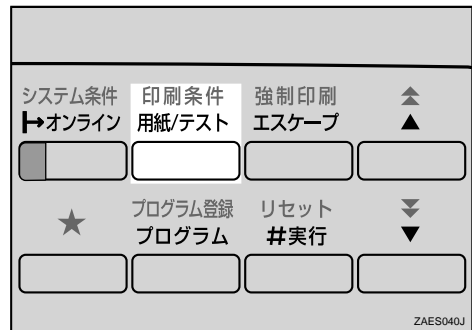 システム条件 印刷条件 強制印刷
オンライン 用紙/テスト エスケープ ▲
★ プログラム登録 リセット
プログラム #実行 ▼
ZAES040J